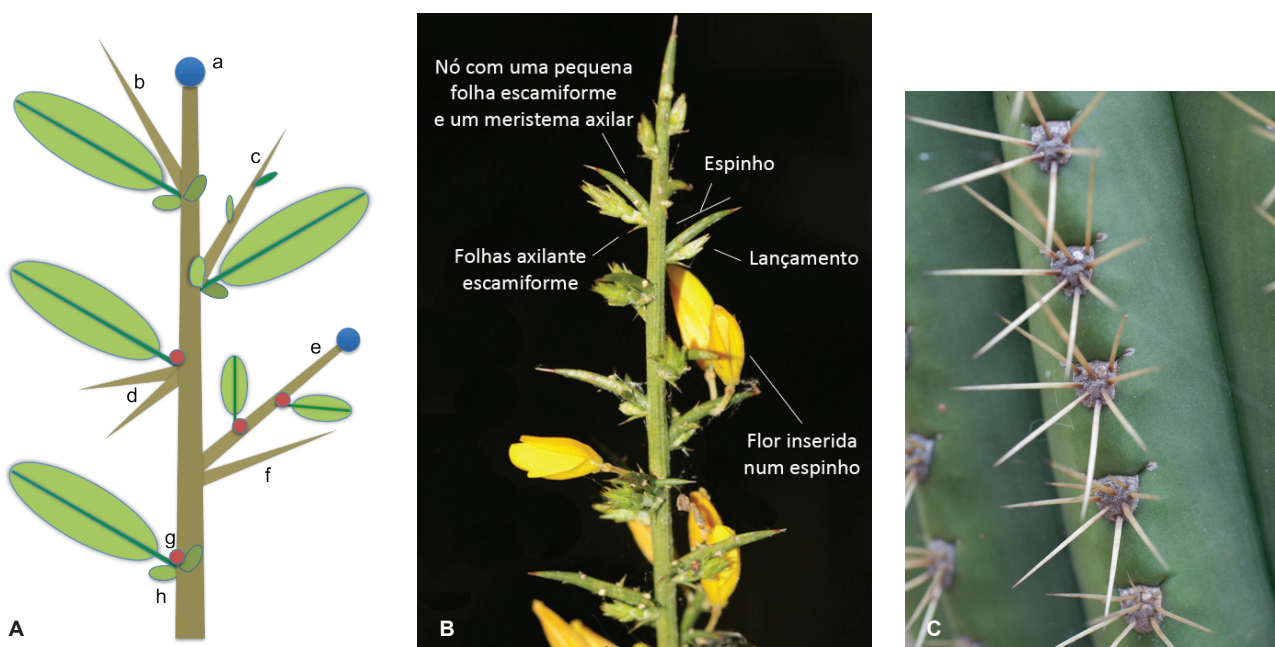 a
b
c
d
e
f
g
h
A
Nó com uma pequena
folha escamiforme
e um meristema axilar
Espinho
Folhas axilante
escamiforme
Lançamento
Flor inserida
num espinho
B
C